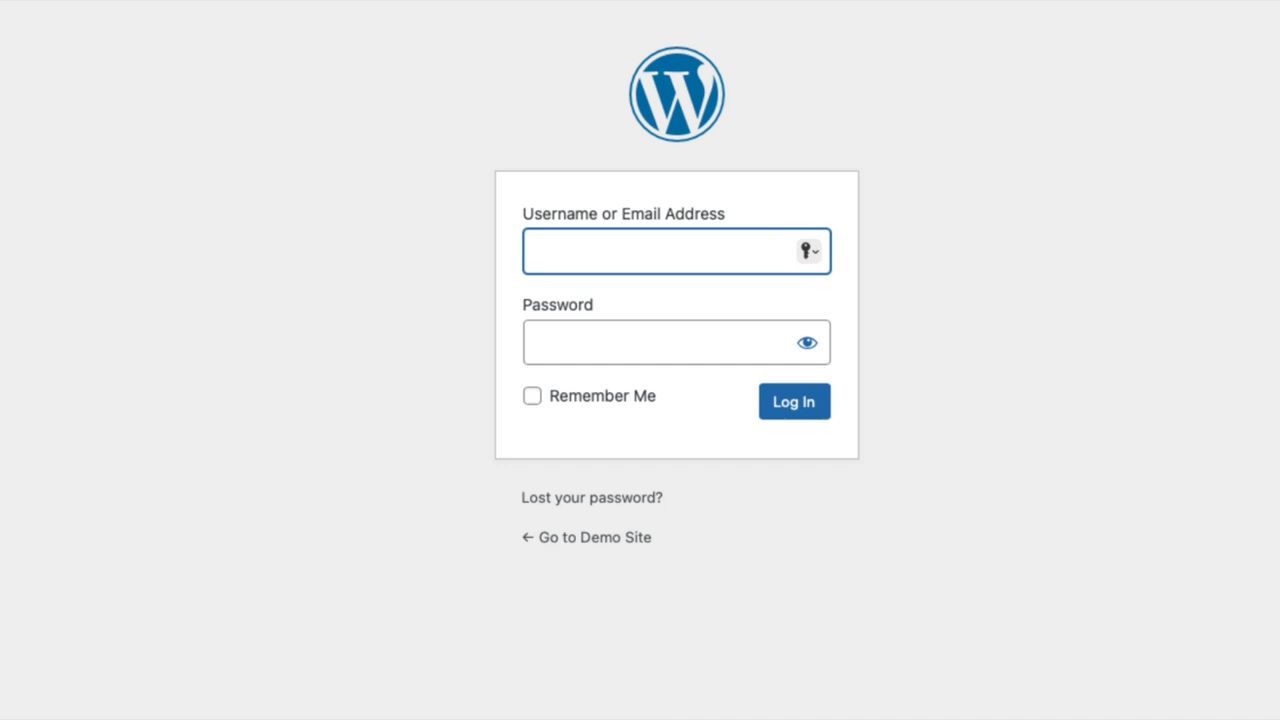 W
Username or Email Address
Password
Remember Me
Log In
Lost your password?
← Go to Demo Site